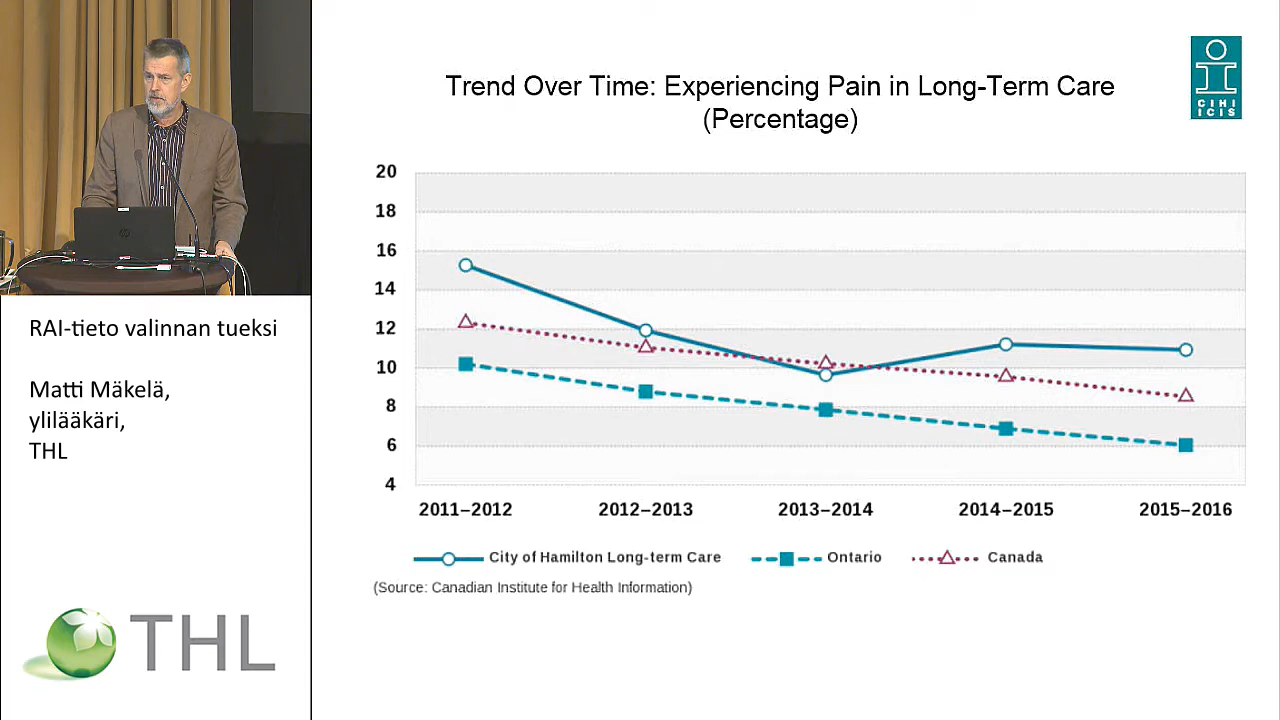 Trend Over Time: Experiencing Pain in Long-Term Care
(Percentage)
CIHI
ICIS
20
18
16
14
12
10
8
6
4
2011–2012
2012–2013
2013–2014
2014–2015
2015–2016
City of Hamilton Long-term Care
Ontario
Canada
(Source: Canadian Institute for Health Information)
RAI-tieto valinnan tueksi
Matti Mäkelä,
ylilääkäri,
THL
THL